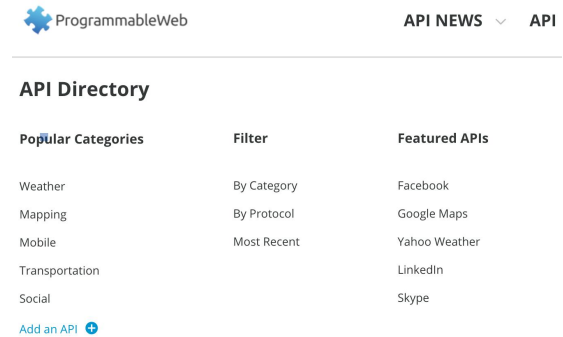 ProgrammableWeb API NEWS API
API Directory
Popular Categories Filter Featured APIs
Weather By Category Facebook
Mapping By Protocol Google Maps
Mobile Most Recent Yahoo Weather
Transportation LinkedIn
Social Skype
Add an API